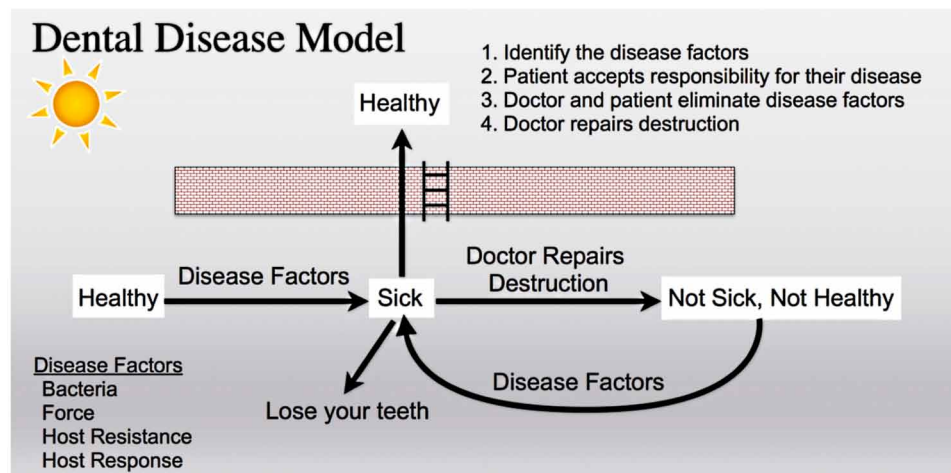 Dental Disease Model
1. Identify the disease factors
2. Patient accepts responsibility for their disease
3. Doctor and patient eliminate disease factors
4. Doctor repairs destruction
Healthy
Healthy
Disease Factors
Sick
Doctor Repairs
Destruction
Not Sick, Not Healthy
Disease Factors
Lose your teeth
Disease Factors
Bacteria
Force
Host Resistance
Host Response